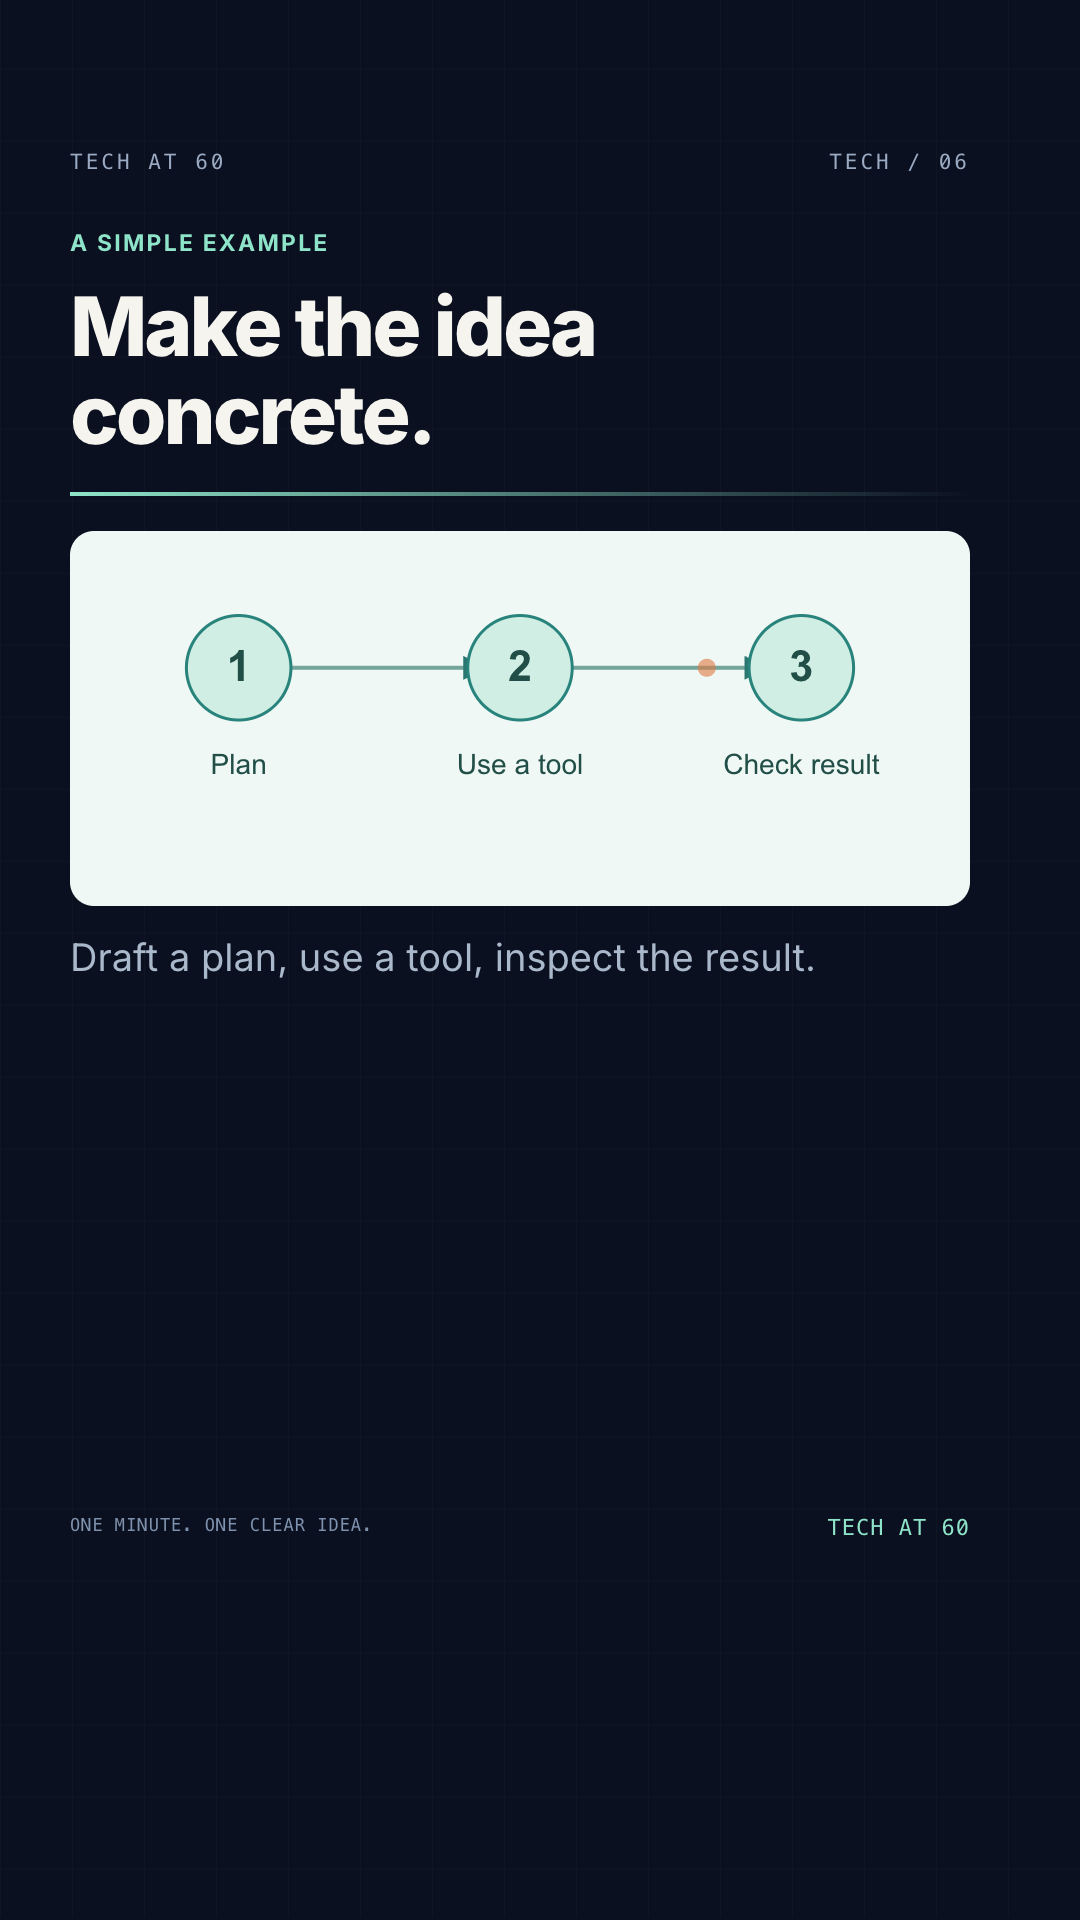 TECH AT 60
TECH / 06
A SIMPLE EXAMPLE
Make the idea
concrete.
1
2
3
Plan
Use a tool
Check result
Draft a plan, use a tool, inspect the result.
ONE MINUTE. ONE CLEAR IDEA.
TECH AT 60